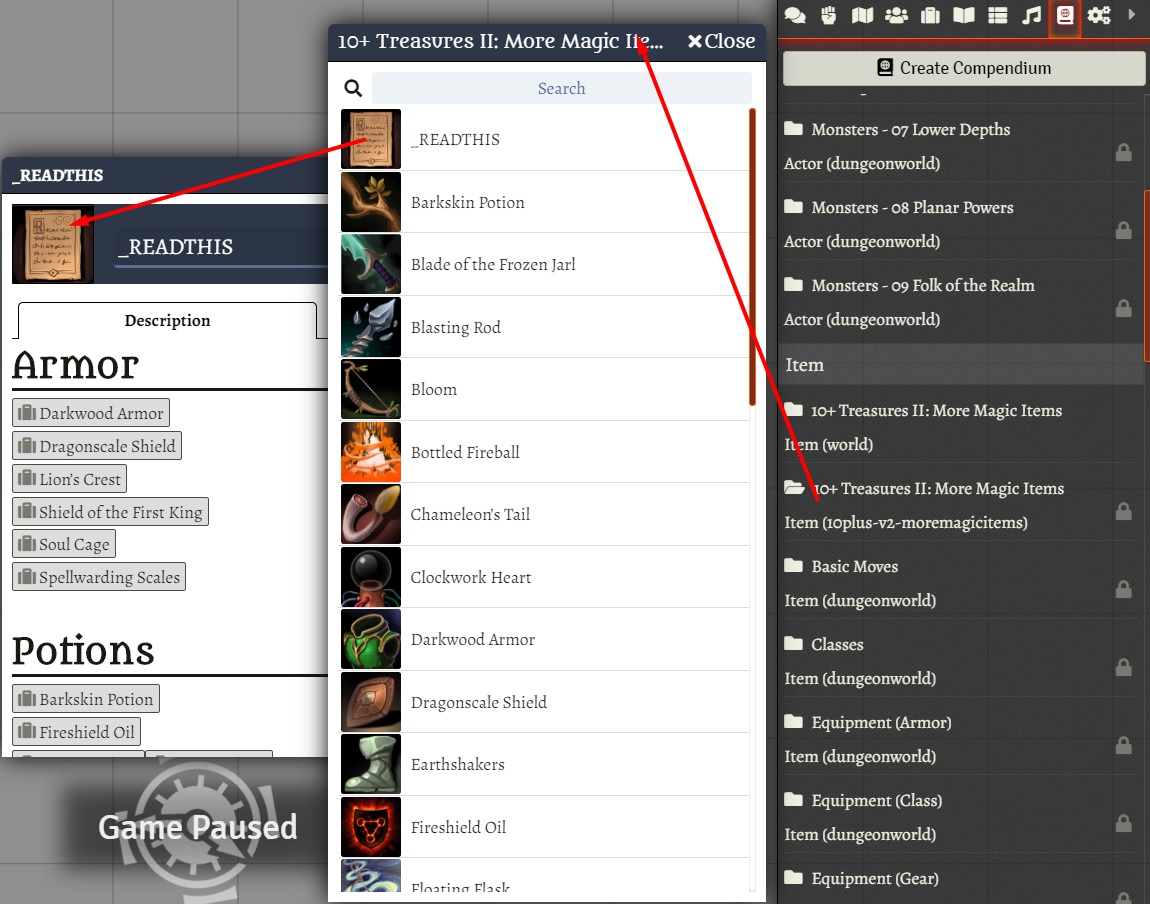 _READTHIS
_READTHIS
Description
Armor
Darkwood Armor
Dragonscale Shield
Lion's Crest
Shield of the First King
Soul Cage
Spellwarding Scales
Potions
Barkskin Potion
Fireshield Oil
Game Paused
10+ Treasures II: More Magic Ite...
Close
Search
_READTHIS
Barkskin Potion
Blade of the Frozen Jarl
Blasting Rod
Bloom
Bottled Fireball
Chameleon's Tail
Clockwork Heart
Darkwood Armor
Dragonscale Shield
Earthshakers
Fireshield Oil
Floating Flask
Create Compendium
Monsters - 07 Lower Depths
Actor (dungeonworld)
Monsters - 08 Planar Powers
Actor (dungeonworld)
Monsters - 09 Folk of the Realm
Actor (dungeonworld)
Item
10+ Treasures II: More Magic Items
Item (world)
10+ Treasures II: More Magic Items
Item (10plus-v2-moremagicitems)
Basic Moves
Item (dungeonworld)
Classes
Item (dungeonworld)
Equipment (Armor)
Item (dungeonworld)
Equipment (Class)
Item (dungeonworld)
Equipment (Gear)